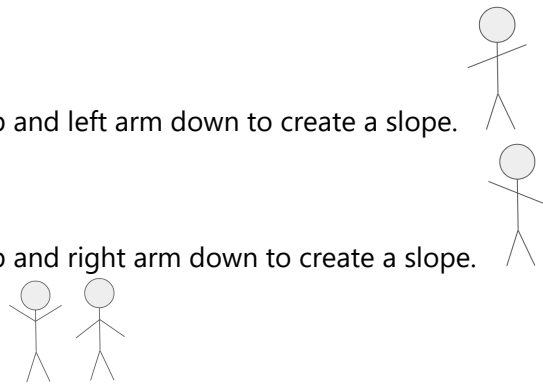 and left arm down to create a slope.
and right arm down to create a slope.